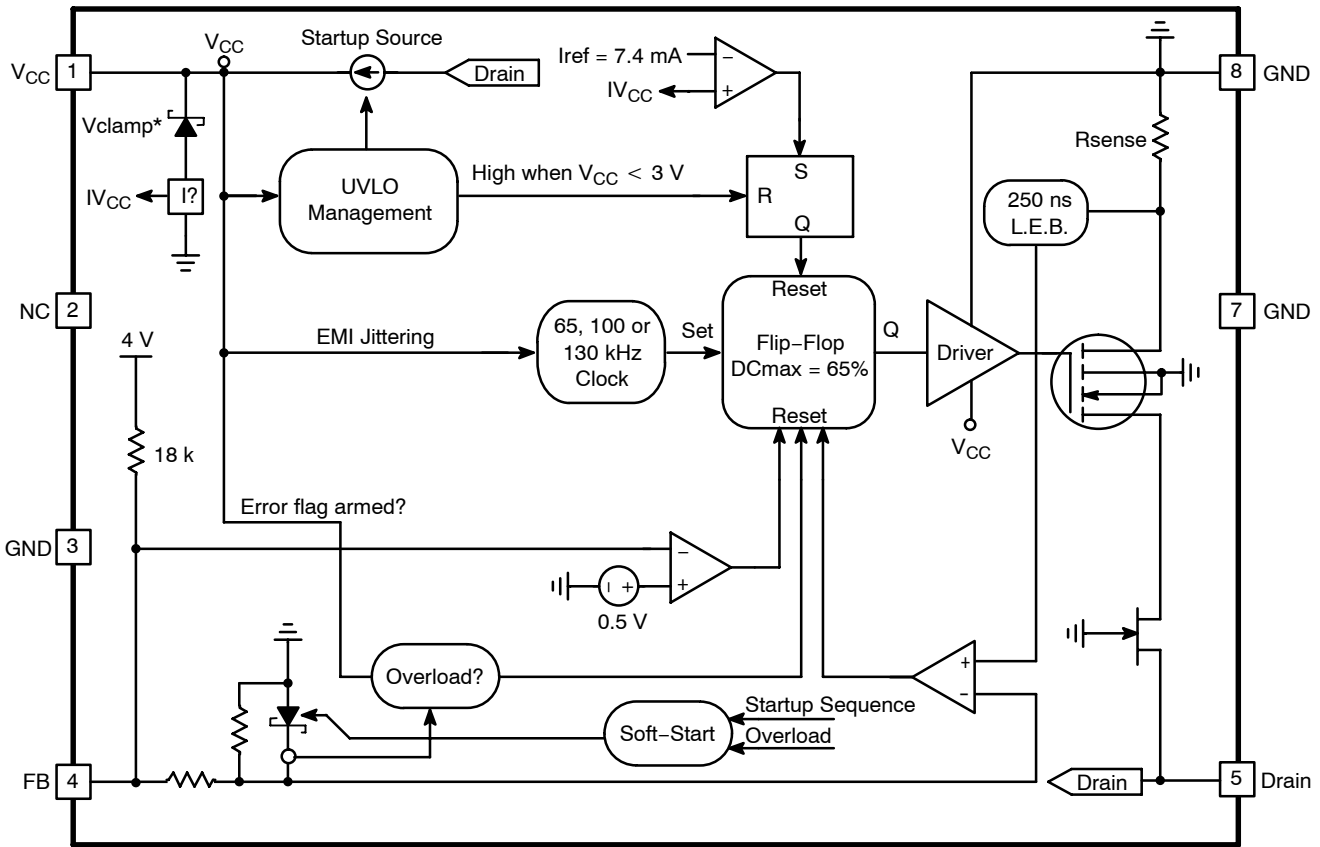 VCC
Startup Source
Iref = 7.4 mA
−
+
IVCC
VCC 1
Drain
8 GND
Vclamp*
Rsense
IVCC
I?
UVLO
Management
High when VCC < 3 V
S
R
Q
250 ns
L.E.B.
NC 2
7 GND
Reset
4 V
EMI Jittering
65, 100 or
130 kHz
Clock
Set
Flip−Flop
DCmax = 65%
Q
Driver
Reset
VCC
18 k
Error flag armed?
GND 3
−
+
− +
0.5 V
Overload?
+
−
Startup Sequence
Soft−Start
Overload
FB 4
Drain
5 Drain